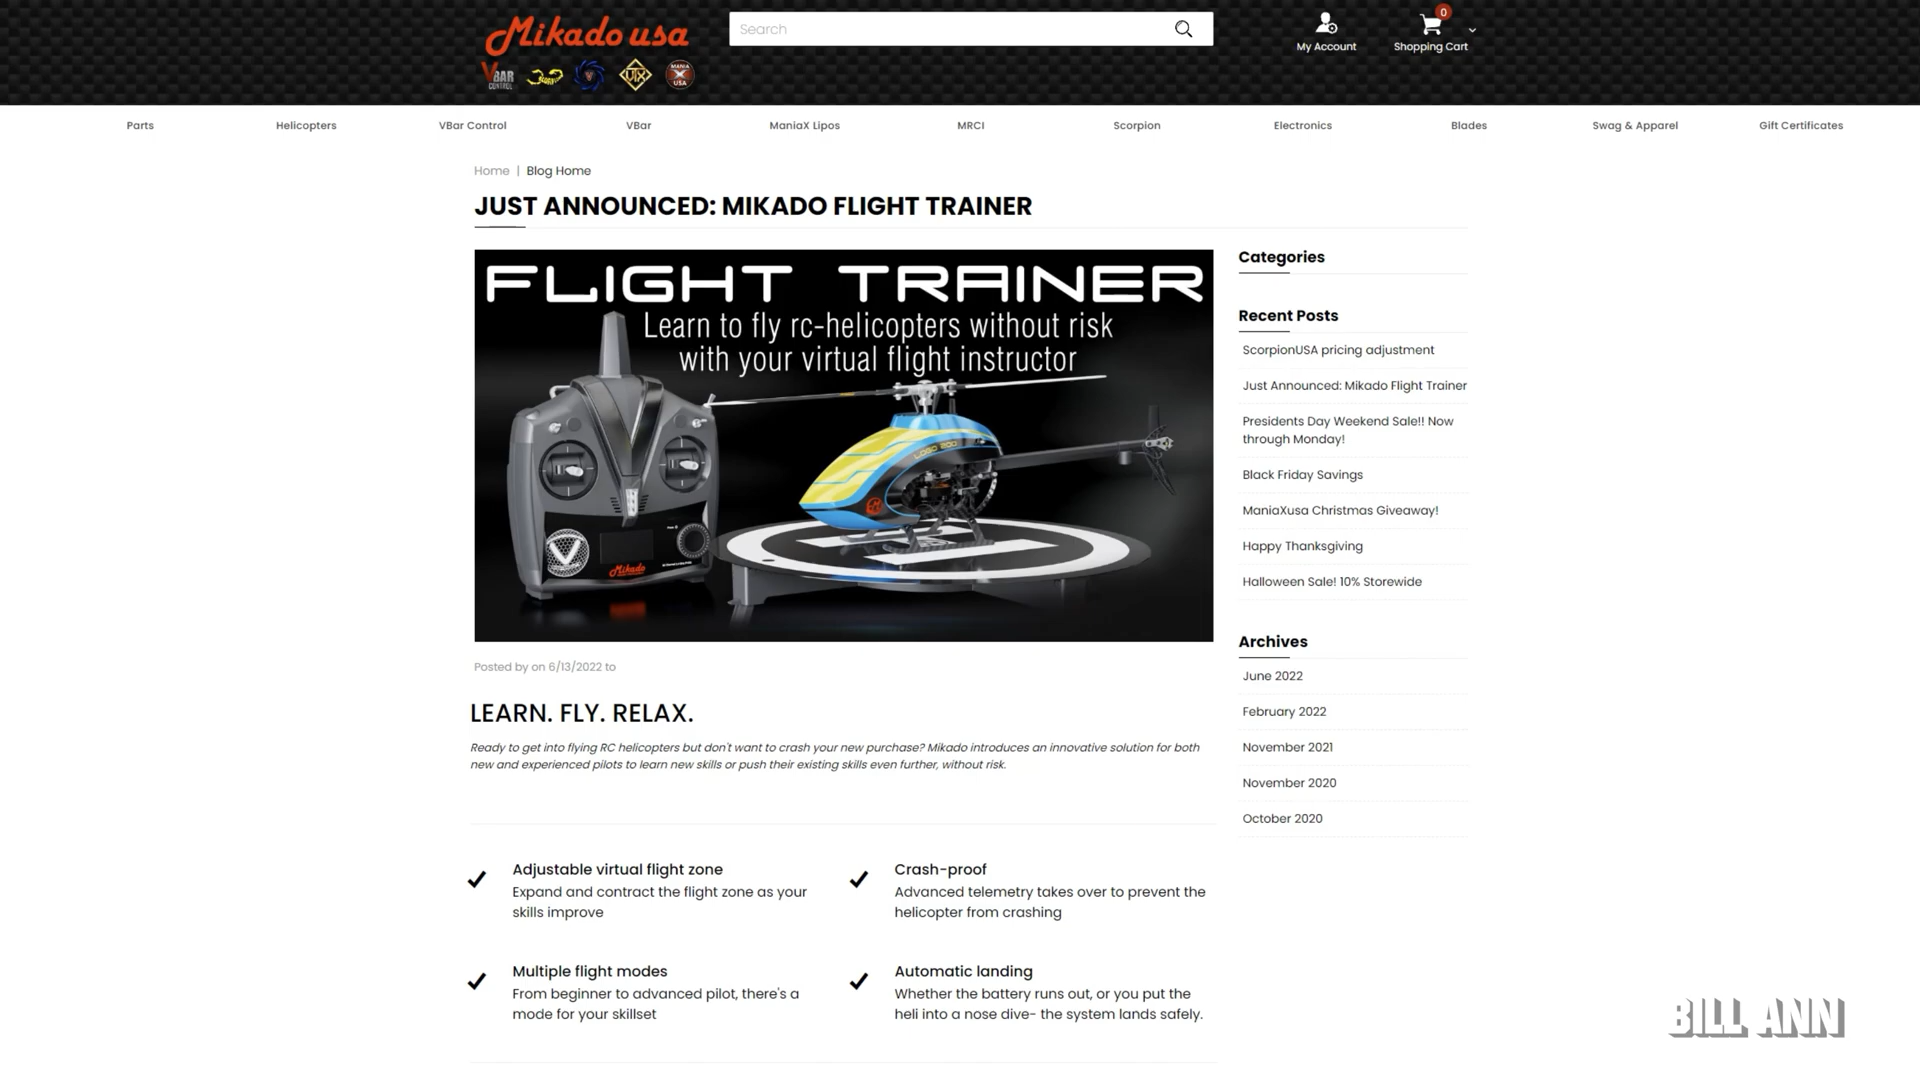 Mikado usa
VBAR
CONTROL
VTX
MANIA
X
USA
Search
My Account
0
Shopping Cart
Parts
Helicopters
VBar Control
VBar
ManiaX Lipos
MRCI
Scorpion
Electronics
Blades
Swag & Apparel
Gift Certificates
Home | Blog Home
JUST ANNOUNCED: MIKADO FLIGHT TRAINER
FLIGHT TRAINER
Learn to fly rc-helicopters without risk
with your virtual flight instructor
LOGO 200
V
Mikado
Posted by on 6/13/2022 to
LEARN. FLY. RELAX.
Ready to get into flying RC helicopters but don't want to crash your new purchase? Mikado introduces an innovative solution for both
new and experienced pilots to learn new skills or push their existing skills even further, without risk.
Adjustable virtual flight zone
Expand and contract the flight zone as your
skills improve
Crash-proof
Advanced telemetry takes over to prevent the
helicopter from crashing
Multiple flight modes
From beginner to advanced pilot, there's a
mode for your skillset
Automatic landing
Whether the battery runs out, or you put the
heli into a nose dive- the system lands safely.
Categories
Recent Posts
ScorpionUSA pricing adjustment
Just Announced: Mikado Flight Trainer
Presidents Day Weekend Sale!! Now
through Monday!
Black Friday Savings
ManiaXusa Christmas Giveaway!
Happy Thanksgiving
Halloween Sale! 10% Storewide
Archives
June 2022
February 2022
November 2021
November 2020
October 2020
BILL ANN